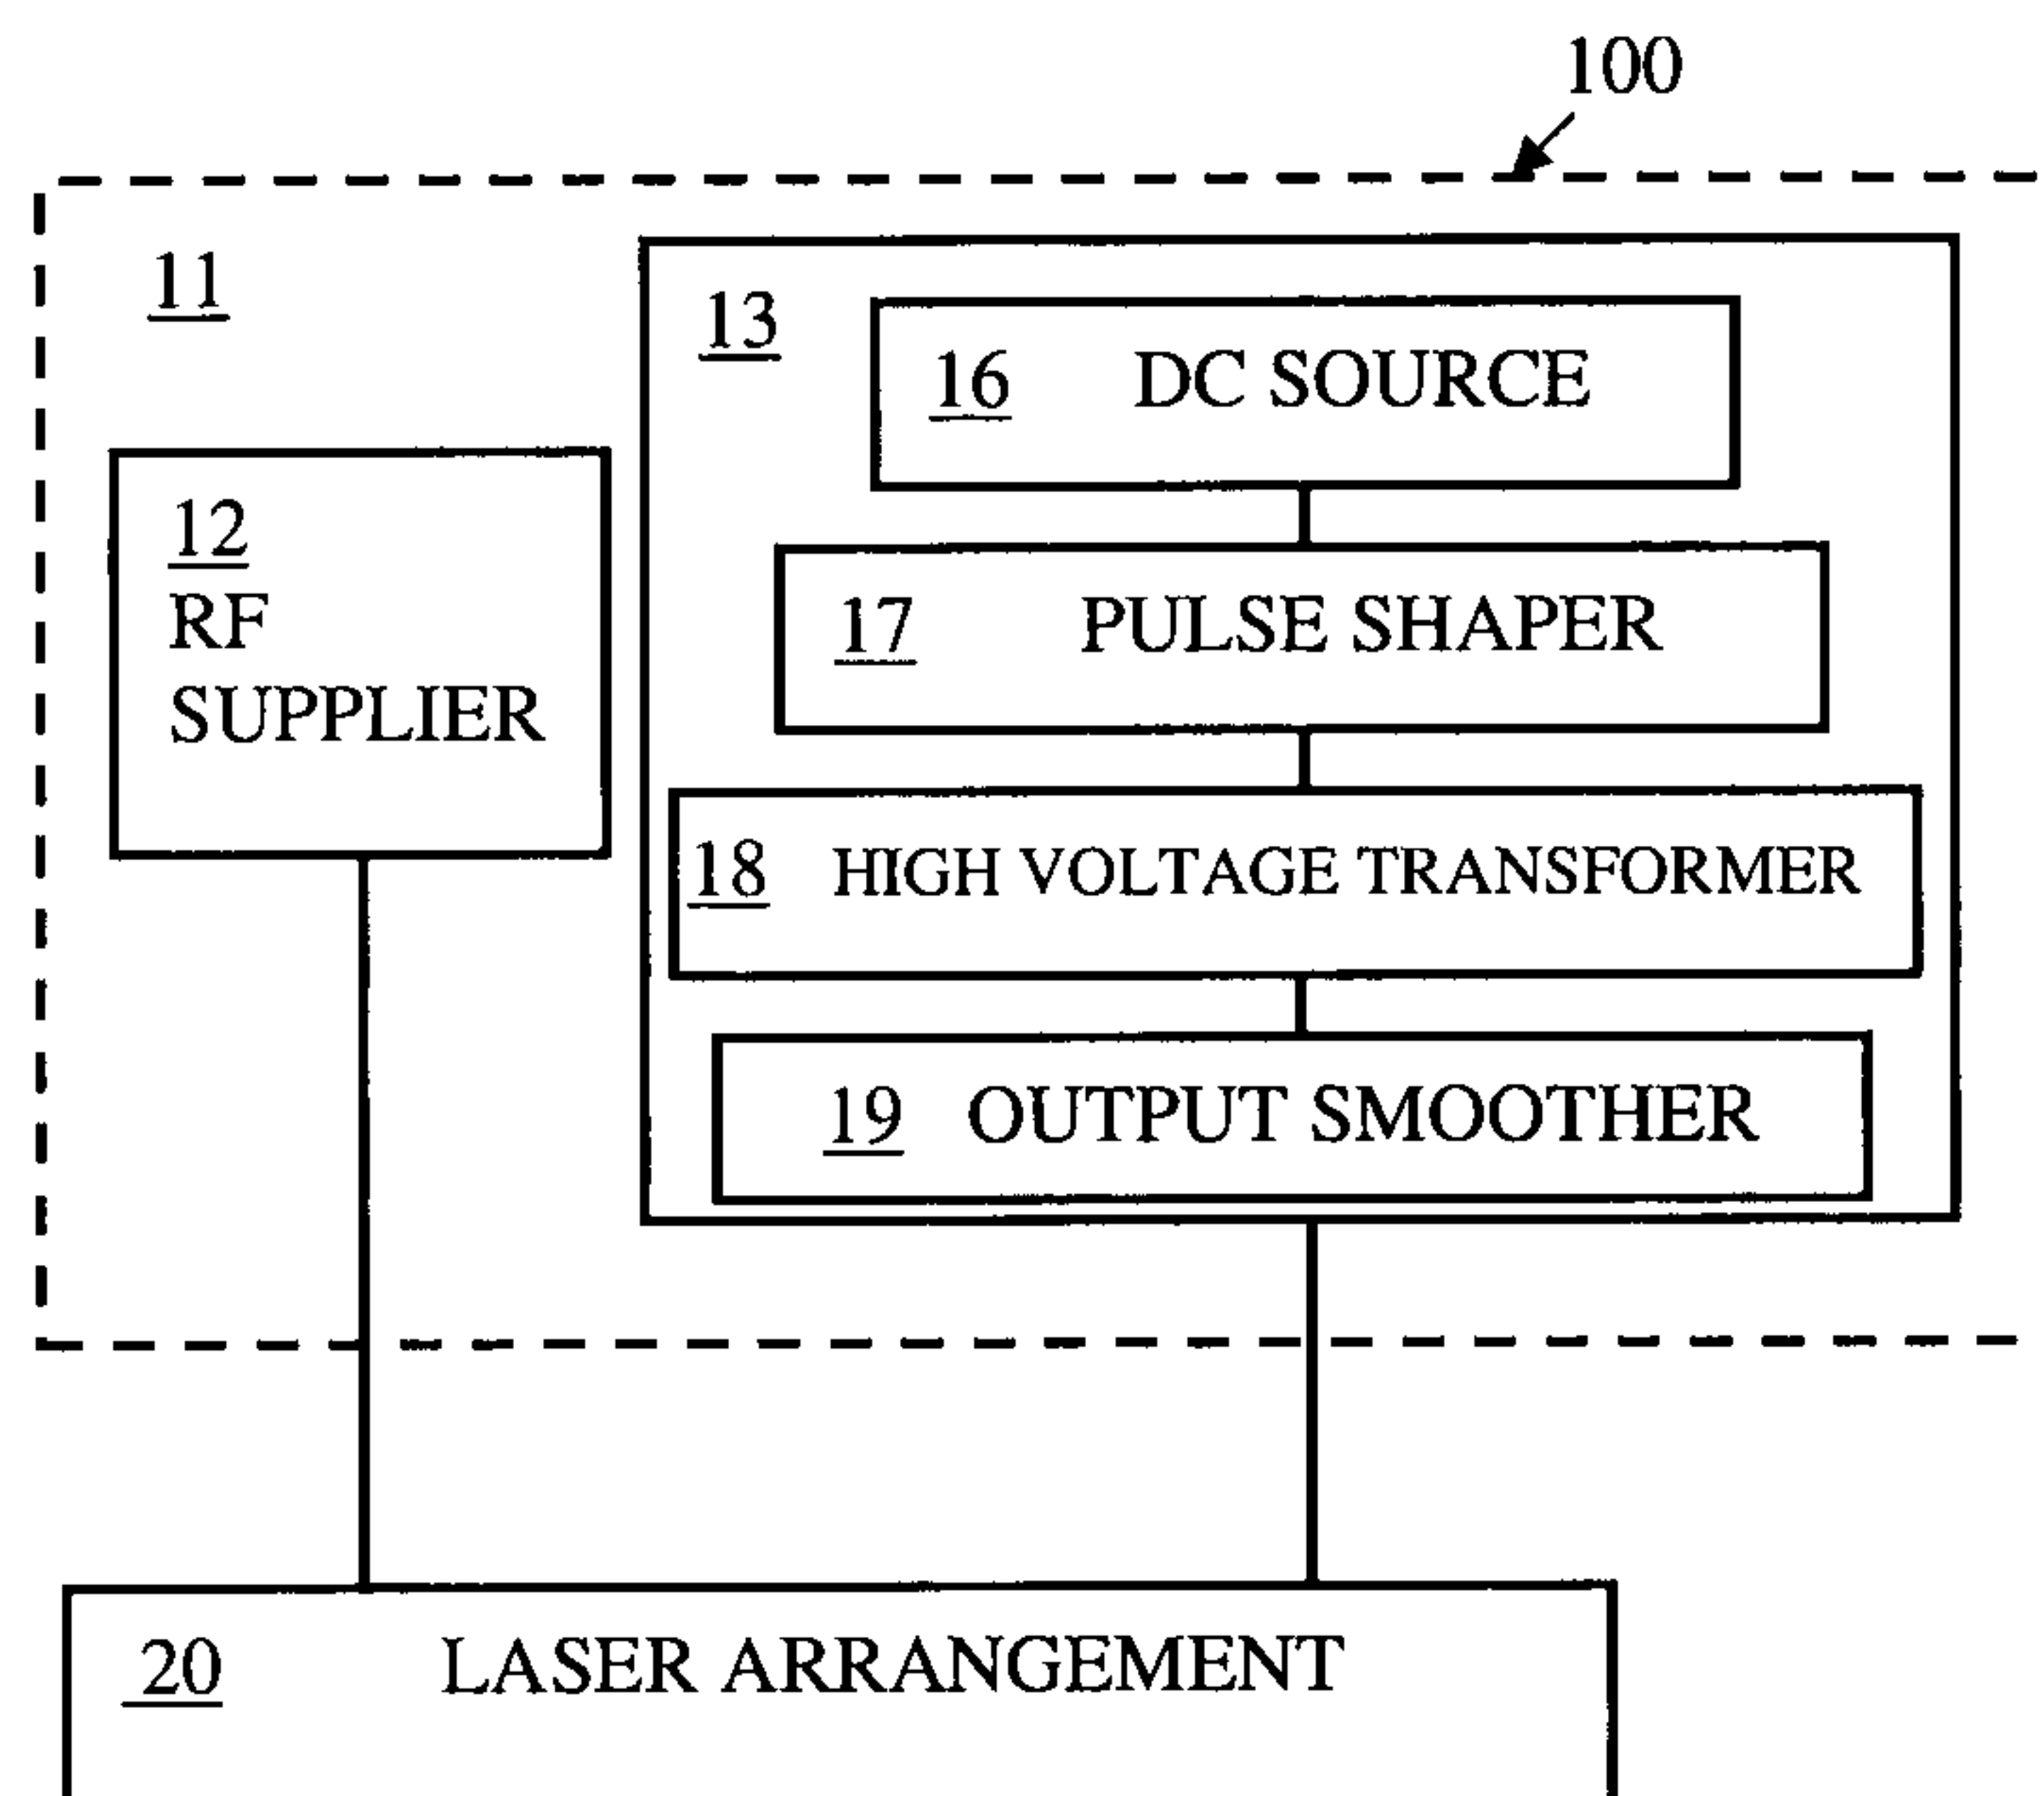 100
11
13
16 DC SOURCE
12
RF
SUPPLIER
17 PULSE SHAPER
18 HIGH VOLTAGE TRANSFORMER
19 OUTPUT SMOOTHER
20 LASER ARRANGEMENT